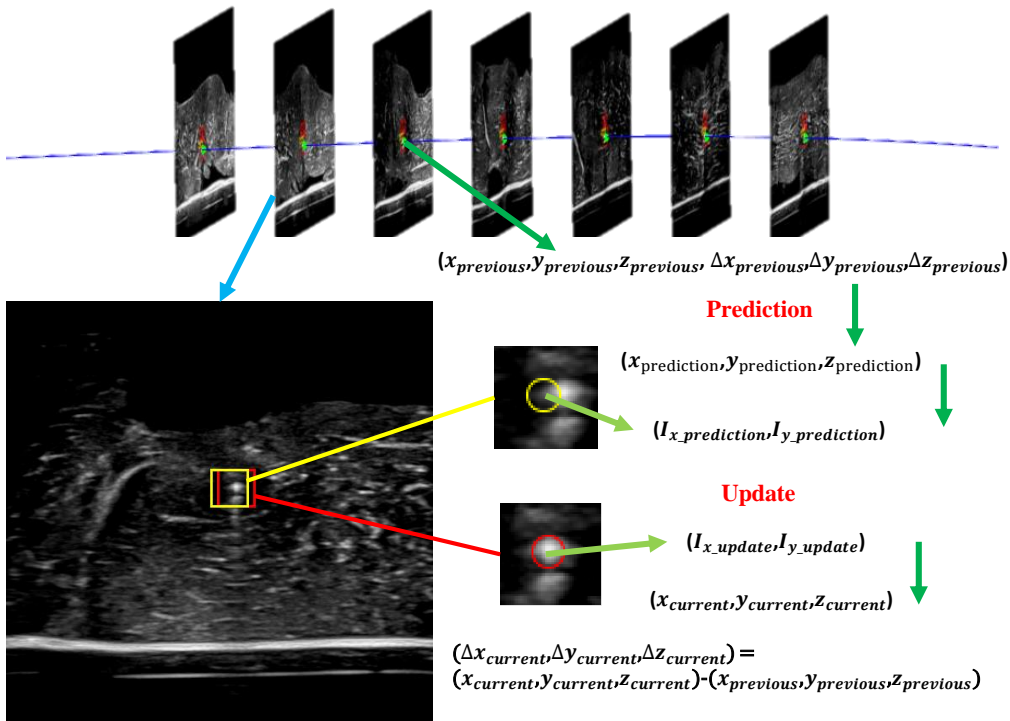 (x_previous,y_previous,z_previous, Δx_previous,Δy_previous,Δz_previous)
Prediction
(x_prediction,y_prediction,z_prediction)
(I_x_prediction,I_y_prediction)
Update
(I_x_update,I_y_update)
(x_current,y_current,z_current)
(Δx_current,Δy_current,Δz_current) =
(x_current,y_current,z_current)-(x_previous,y_previous,z_previous)